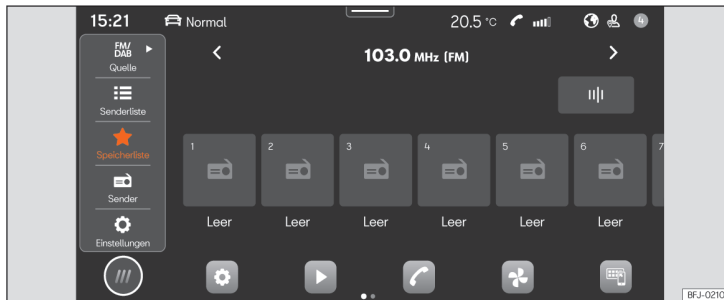 15:21 Normal 20.5 °C 4
FM/
DAB
Quelle
103.0 MHz (FM)
Senderliste
Speicherliste
1 2 3 4 5 6 7
Sender
Leer Leer Leer Leer Leer Leer
Einstellungen
BFJ-0210